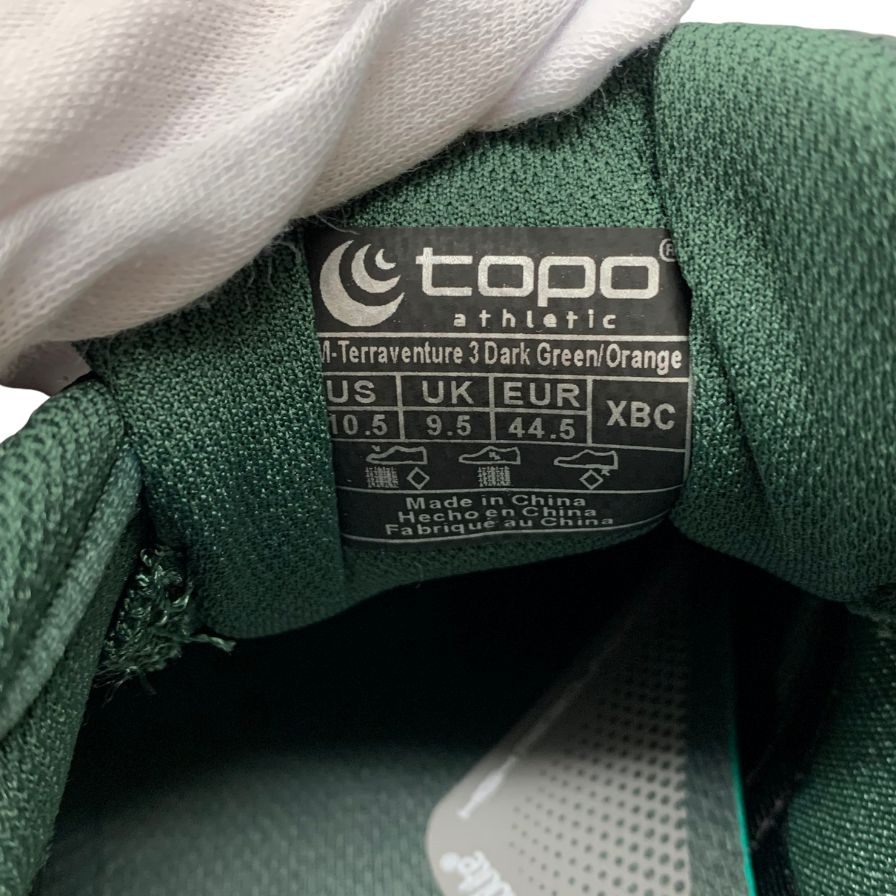 topo®
athletic
M-Terraventure 3 Dark Green/Orange
US UK EUR XBC
10.5 9.5 44.5
Made in China
Hecho en China
Fabriqué au China